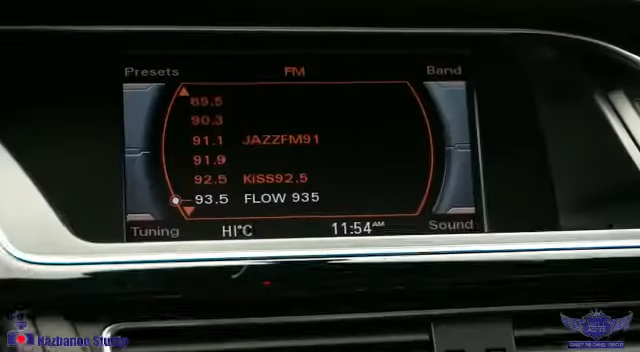 Presets FM Band
89.5
90.3
91.1 JAZZFM91
91.9
92.5 KiSS92.5
93.5 FLOW 935
Tuning HI°C 11:54AM Sound
Nazbanoo Studio